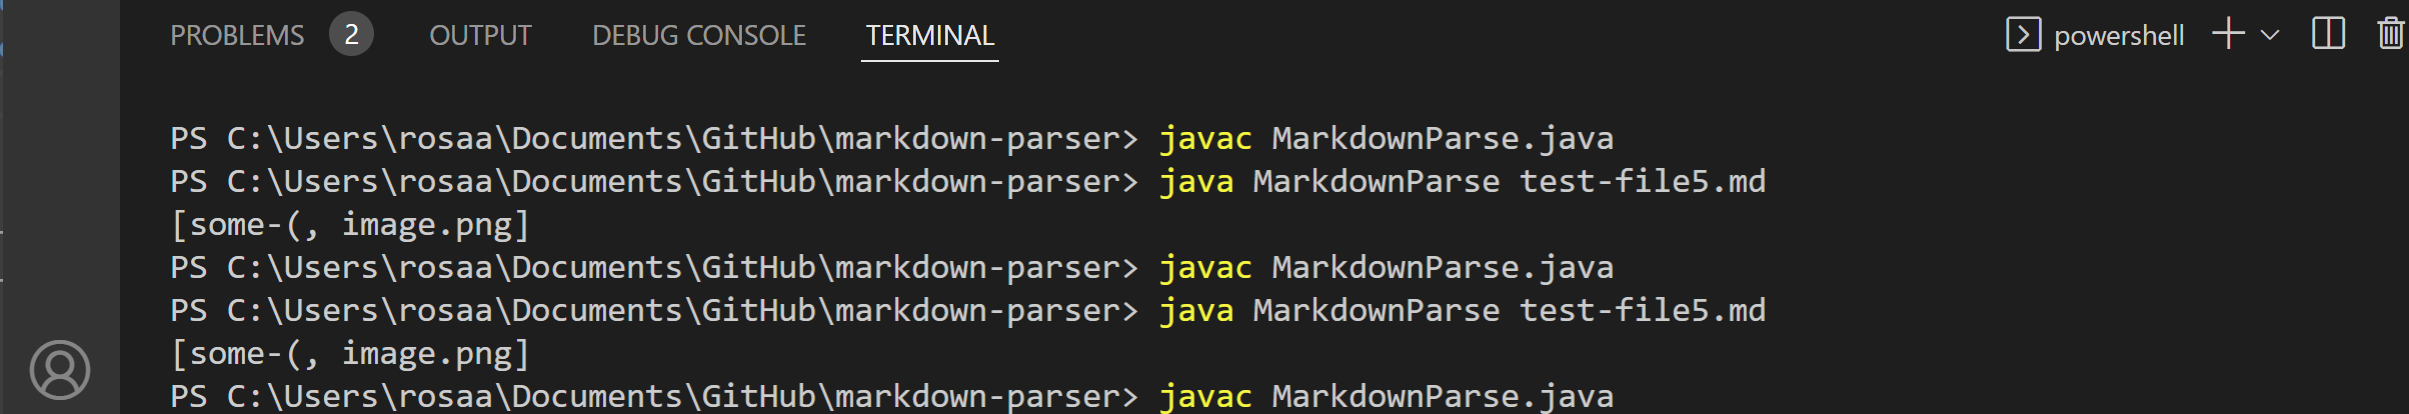 PROBLEMS 2 OUTPUT DEBUG CONSOLE TERMINAL powershell
PS C:\Users\rosaa\Documents\GitHub\markdown-parser> javac MarkdownParse.java
PS C:\Users\rosaa\Documents\GitHub\markdown-parser> java MarkdownParse test-file5.md
[some-(, image.png]
PS C:\Users\rosaa\Documents\GitHub\markdown-parser> javac MarkdownParse.java
PS C:\Users\rosaa\Documents\GitHub\markdown-parser> java MarkdownParse test-file5.md
[some-(, image.png]
PS C:\Users\rosaa\Documents\GitHub\markdown-parser> javac MarkdownParse.java